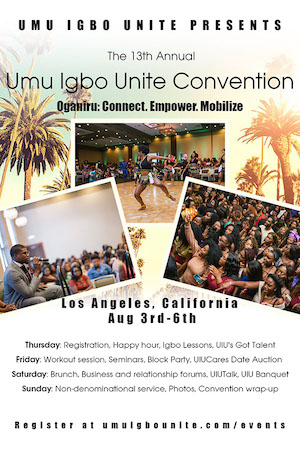 UMU IGBO UNITE PRESENTS
The 13th Annual
Umu Igbo Unite Convention
Oganiru: Connect. Empower. Mobilize
Los Angeles, California
Aug 3rd-6th
Thursday: Registration, Happy hour, Igbo Lessons, UIU's Got Talent
Friday: Workout session, Seminars, Block Party, UIUCares Date Auction
Saturday: Brunch, Business and relationship forums, UIUTalk, UIU Banquet
Sunday: Non-denominational service, Photos, Convention wrap-up
Register at umuigbounite.com/events